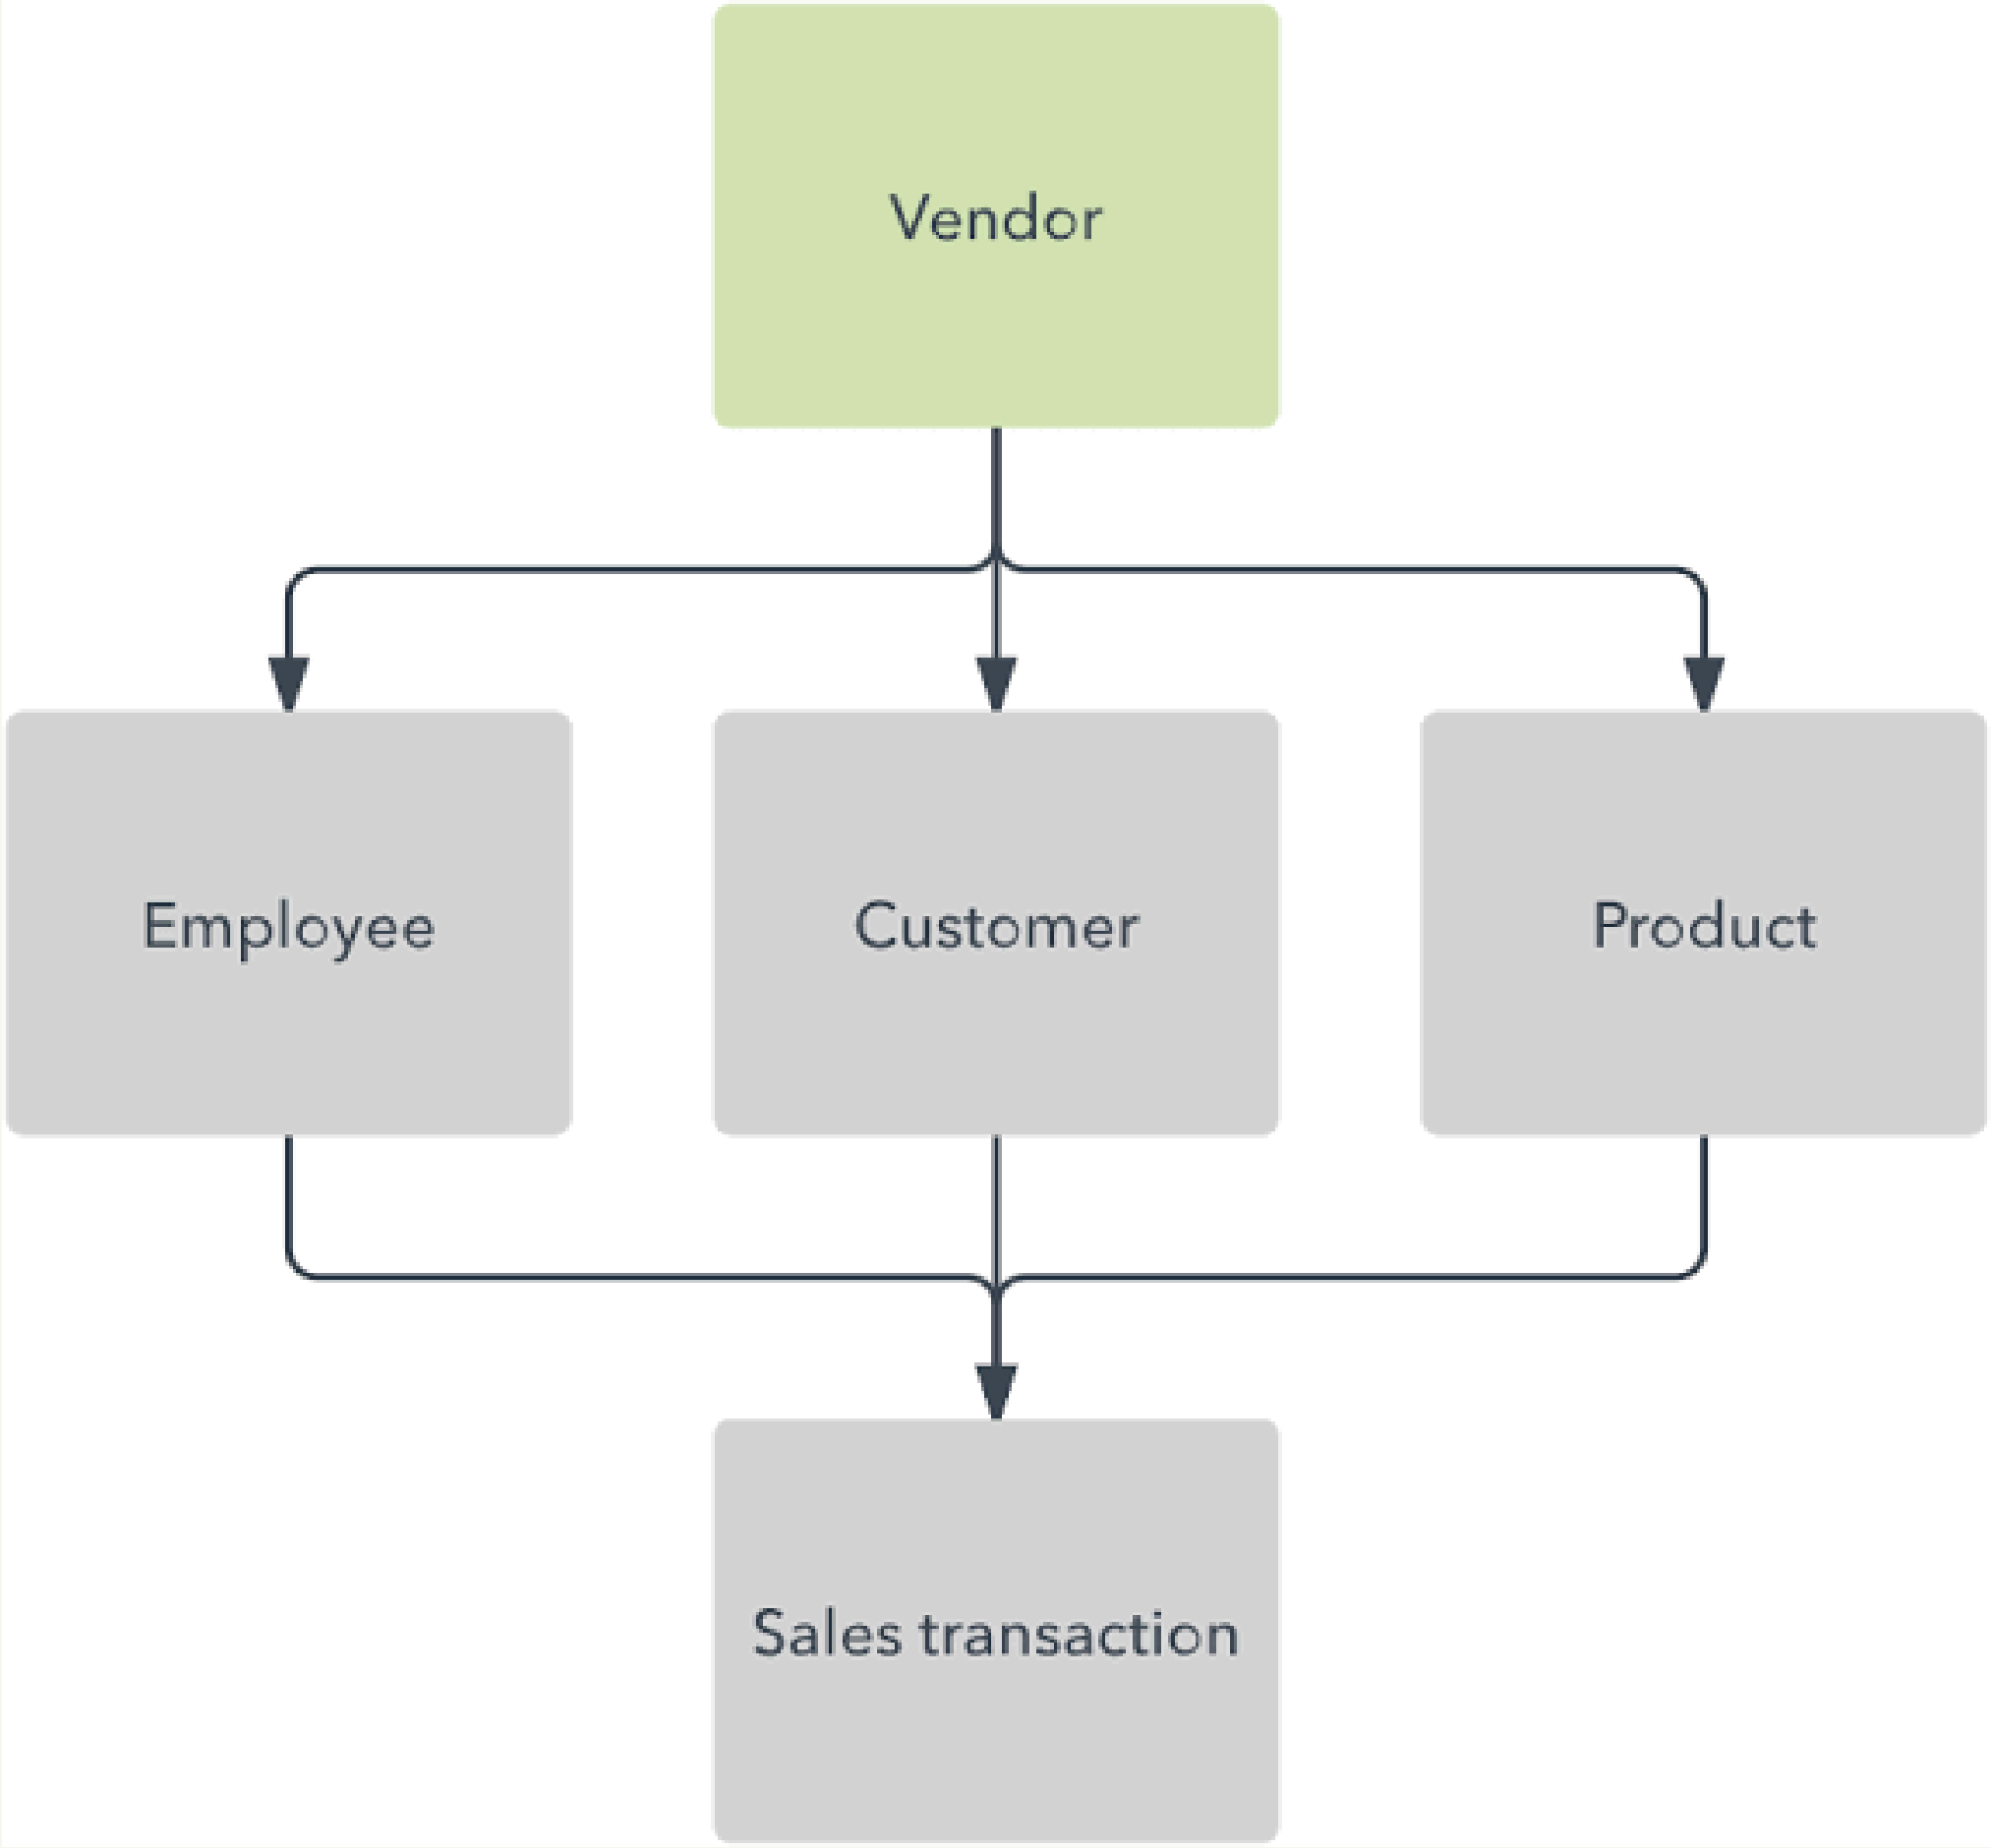 Vendor
Employee
Customer
Product
Sales transaction